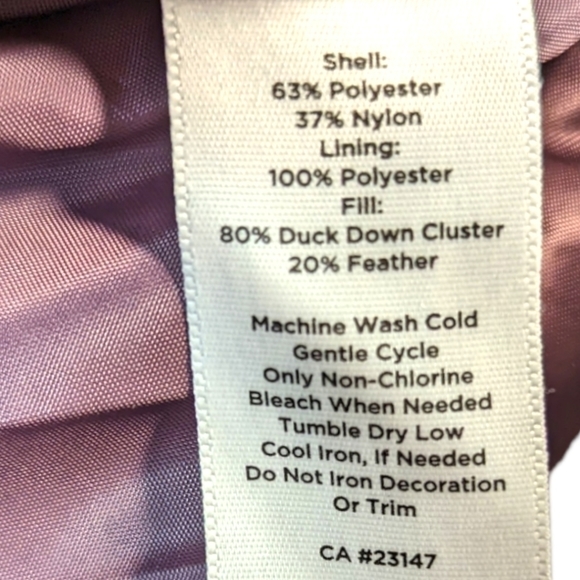 Shell:
63% Polyester
37% Nylon
Lining:
100% Polyester
Fill:
80% Duck Down Cluster
20% Feather
Machine Wash Cold
Gentle Cycle
Only Non-Chlorine
Bleach When Needed
Tumble Dry Low
Cool Iron, If Needed
Do Not Iron Decoration
Or Trim
CA #23147